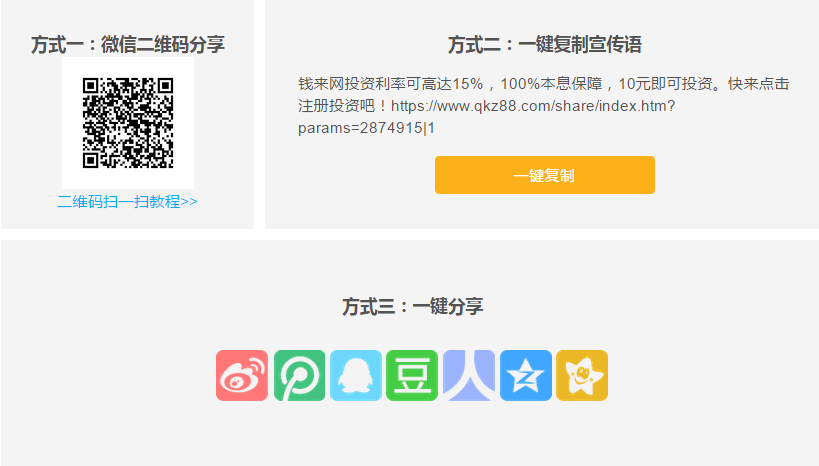 方式一：微信二维码分享
二维码扫一扫教程>>
方式二：一键复制宣传语
钱来网投资利率可高达15%，100%本息保障，10元即可投资。快来点击
注册投资吧！https://www.qkz88.com/share/index.htm?
params=2874915|1
一键复制
方式三：一键分享
豆
人